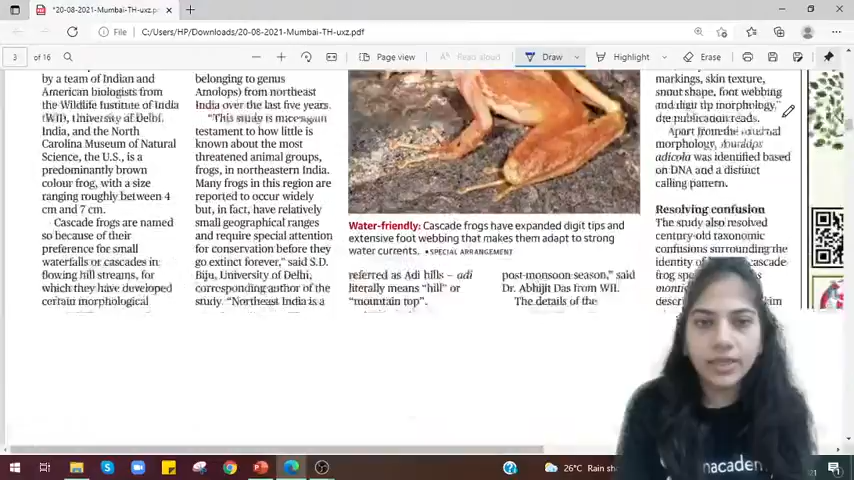 *20-08-2021-Mumbai-TH-uxz.p
File
C:/Users/HP/Downloads/20-08-2021-Mumbai-TH-uxz.pdf
3 of 16
Page view
Read aloud
Draw
Highlight
Erase
by a team of Indian and
American biologists from
the Wildlife Institute of India
(WII), University of Delhi,
India, and the North
Carolina Museum of Natural
Science, the U.S., is a
predominantly brown
colour frog, with a size
ranging roughly between 4
cm and 7 cm.
Cascade frogs are named
so because of their
preference for small
waterfalls or cascades in
flowing hill streams, for
which they have developed
certain morphological
belonging to genus
Amolops) from northeast
India over the last five years.
"This study is once again
testament to how little is
known about the most
threatened animal groups,
frogs, in northeastern India.
Many frogs in this region are
reported to occur widely
but, in fact, have relatively
small geographical ranges
and require special attention
for conservation before they
go extinct forever," said S.D.
Biju, University of Delhi,
corresponding author of the
study. "Northeast India is a
Water-friendly: Cascade frogs have expanded digit tips and
extensive foot webbing that makes them adapt to strong
water currents. •SPECIAL ARRANGEMENT
referred as Adi hills – adi
literally means "hill" or
"mountain top".
post-monsoon season," said
Dr. Abhijit Das from WII.
The details of the
markings, skin texture,
snout shape, foot webbing
and digit tip morphology,"
the publication reads.
Apart from the external
morphology, Amolops
adicola was identified based
on DNA and a distinct
calling pattern.
Resolving confusion
The study also resolved
century-old taxonomic
confusions surrounding the
identity of cascade
frog
nacadem
26°C Rain sh